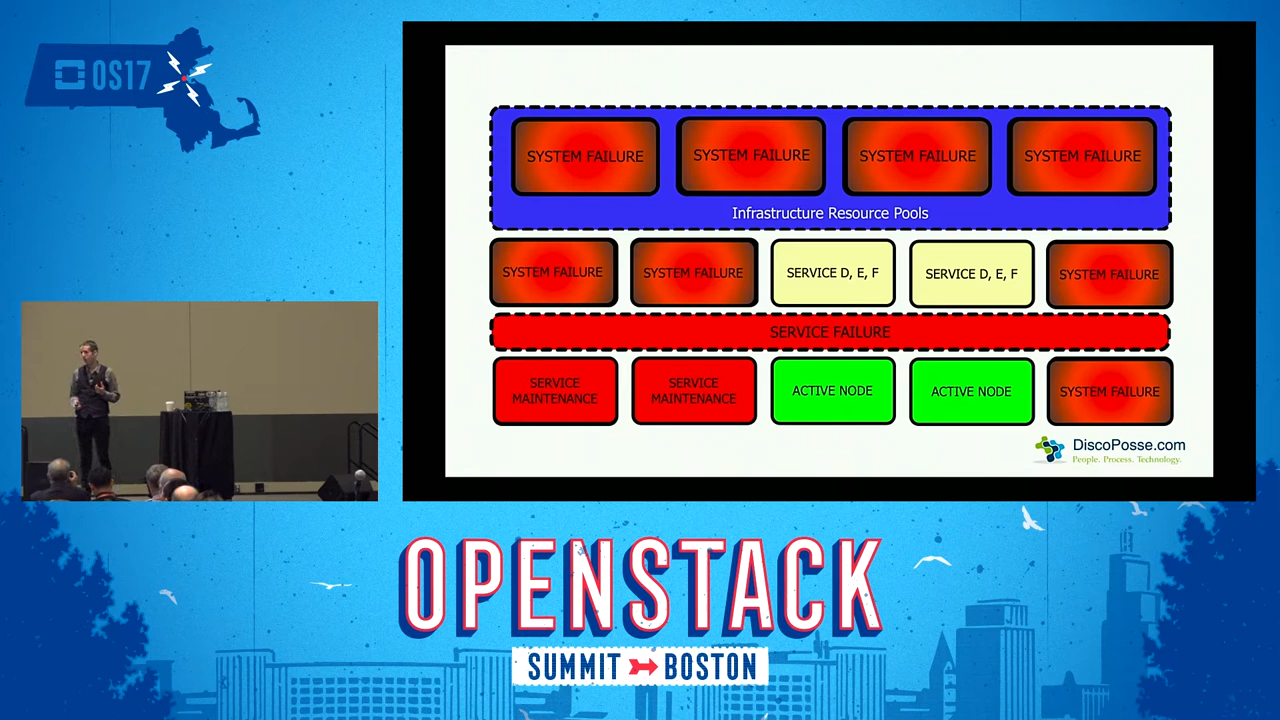 OS17
SYSTEM FAILURE
SYSTEM FAILURE
SYSTEM FAILURE
SYSTEM FAILURE
Infrastructure Resource Pools
SYSTEM FAILURE
SYSTEM FAILURE
SERVICE D, E, F
SERVICE D, E, F
SYSTEM FAILURE
SERVICE FAILURE
SERVICE
MAINTENANCE
SERVICE
MAINTENANCE
ACTIVE NODE
ACTIVE NODE
SYSTEM FAILURE
DiscoPosse.com
People. Process. Technology.
OPENSTACK
SUMMIT BOSTON